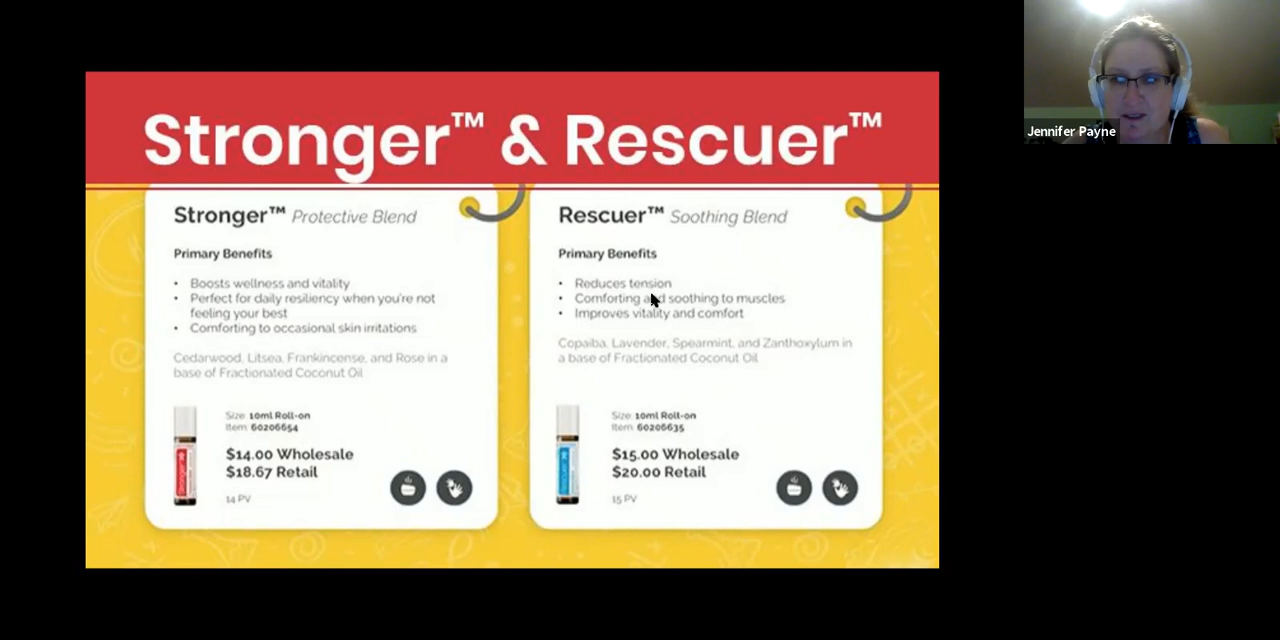 Stronger™ & Rescuer™
Stronger™ Protective Blend
Primary Benefits
• Boosts wellness and vitality
• Perfect for daily resiliency when you're not
feeling your best
• Comforting to occasional skin irritations
Cedarwood, Litsea, Frankincense, and Rose in a
base of Fractionated Coconut Oil
Stronger
Size: 10ml Roll-on
Item: 60206654
$14.00 Wholesale
$18.67 Retail
14 PV
Rescuer™ Soothing Blend
Primary Benefits
• Reduces tension
• Comforting and soothing to muscles
• Improves vitality and comfort
Copaiba, Lavender, Spearmint, and Zanthoxylum in
a base of Fractionated Coconut Oil
Rescuer
Size: 10ml Roll-on
Item: 60206635
$15.00 Wholesale
$20.00 Retail
15 PV
Jennifer Payne